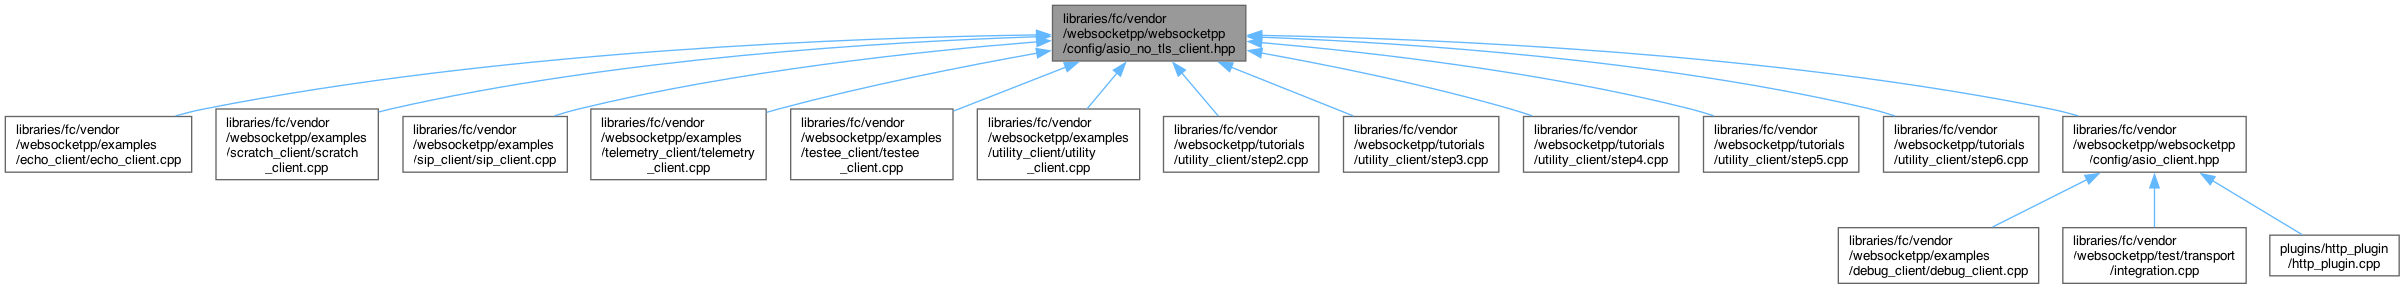 libraries/fc/vendor
/websocketpp/websocketpp
/config/asio_no_tls_client.hpp
libraries/fc/vendor
/websocketpp/examples
/echo_client/echo_client.cpp
libraries/fc/vendor
/websocketpp/examples
/scratch_client/scratch
_client.cpp
libraries/fc/vendor
/websocketpp/examples
/sip_client/sip_client.cpp
libraries/fc/vendor
/websocketpp/examples
/telemetry_client/telemetry
_client.cpp
libraries/fc/vendor
/websocketpp/examples
/testee_client/testee
_client.cpp
libraries/fc/vendor
/websocketpp/examples
/utility_client/utility
_client.cpp
libraries/fc/vendor
/websocketpp/tutorials
/utility_client/step2.cpp
libraries/fc/vendor
/websocketpp/tutorials
/utility_client/step3.cpp
libraries/fc/vendor
/websocketpp/tutorials
/utility_client/step4.cpp
libraries/fc/vendor
/websocketpp/tutorials
/utility_client/step5.cpp
libraries/fc/vendor
/websocketpp/tutorials
/utility_client/step6.cpp
libraries/fc/vendor
/websocketpp/websocketpp
/config/asio_client.hpp
libraries/fc/vendor
/websocketpp/examples
/debug_client/debug_client.cpp
libraries/fc/vendor
/websocketpp/test/transport
/integration.cpp
plugins/http_plugin
/http_plugin.cpp